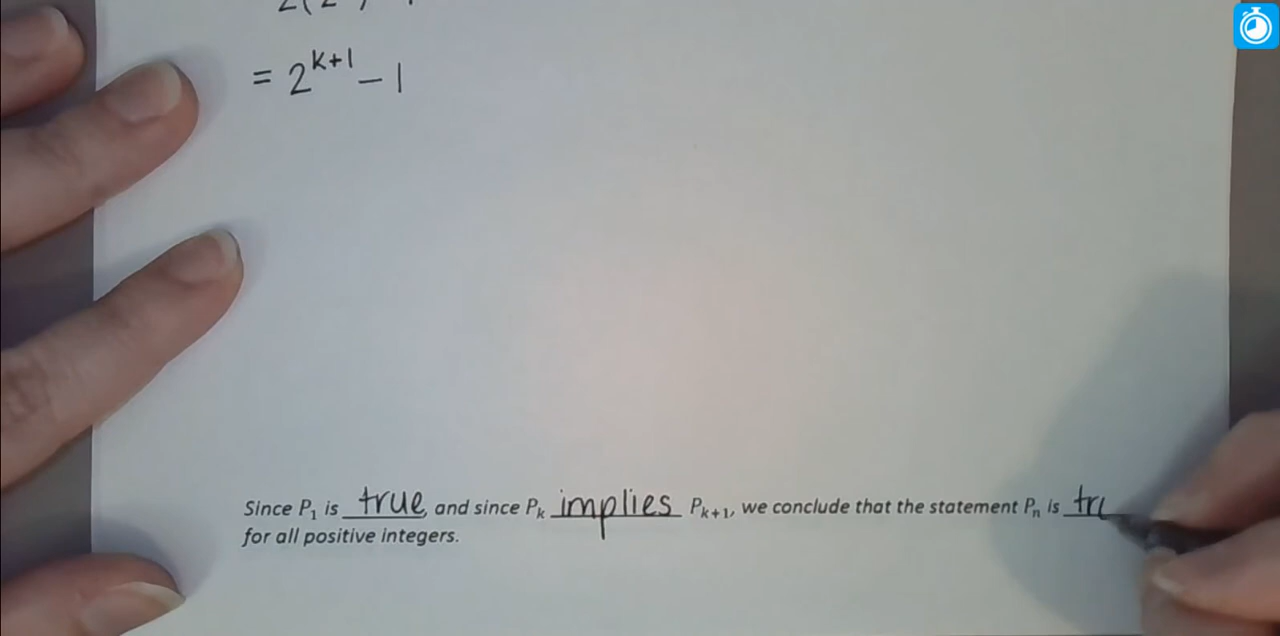 = 2^{k+1} - 1
Since P₁ is true, and since Pₖ implies Pₖ₊₁, we conclude that the statement Pₙ is tru
for all positive integers.